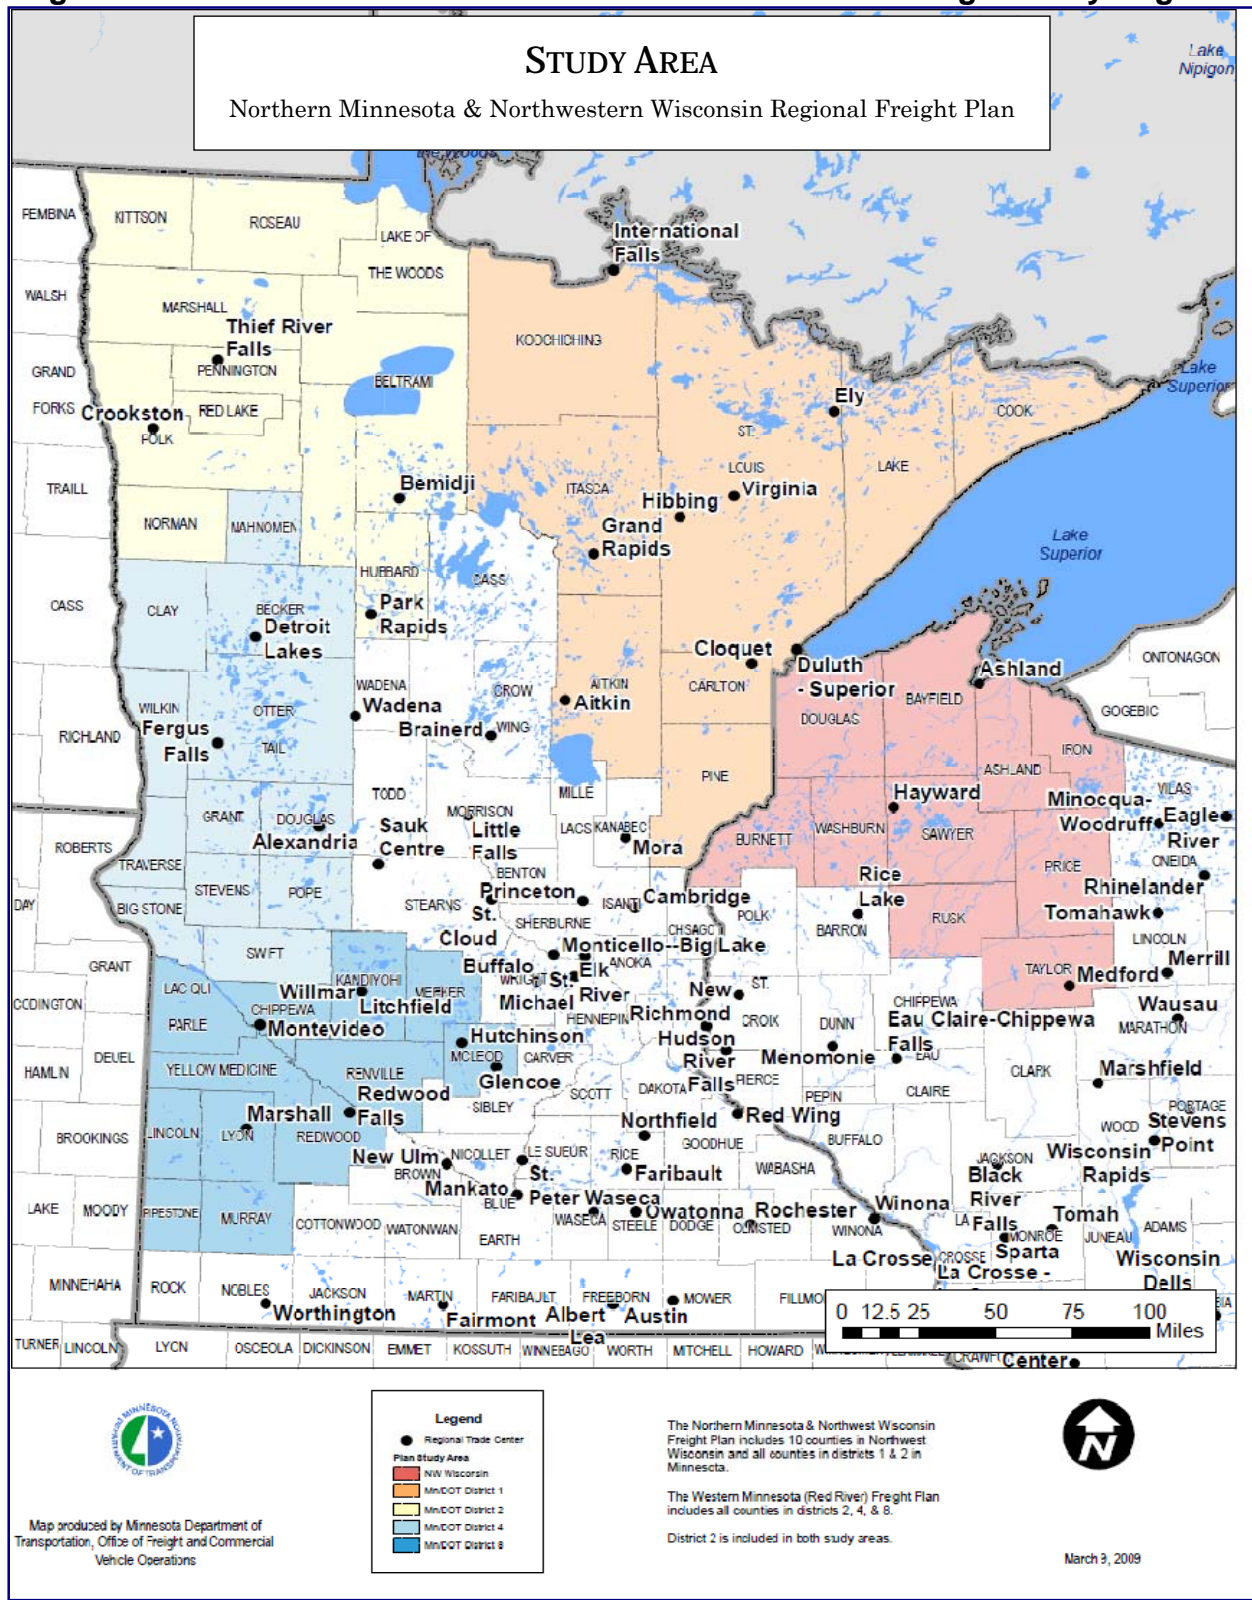 STUDY AREA
Northern Minnesota & Northwestern Wisconsin Regional Freight Plan
Lake
Nipigon
the Woods
PEMBINA
KITTSON
ROSEAU
LAKE OF
THE WOODS
International
Falls
WALSH
MARSHALL
Thief River
Falls
PENNINGTON
KOOCHICHING
GRAND
FORKS
Crookston
RED LAKE
POLK
BELTRAMI
Ely
COOK
Lake
Superior
ST.
LOUIS
LAKE
TRAILL
Bemidji
ITASCA
Hibbing
Virginia
Grand
Rapids
NORMAN
MAHNOMEN
Lake
Superior
CASS
CLAY
BECKER
Detroit
Lakes
HUBBARD
Park
Rapids
CASS
Cloquet
CARLTON
Duluth
- Superior
Ashland
ONTONAGON
GOGEBIC
RICHLAND
WILKIN
Fergus
Falls
OTTER
TAIL
WADENA
Wadena
Brainerd
CROW
WING
AITKIN
Aitkin
DOUGLAS
BAYFIELD
ASHLAND
IRON
PINE
Hayward
Minocqua-
Woodruff
VILAS
Eagle
River
ROBERTS
GRANT
DOUGLAS
Alexandria
TODD
Sauk
Centre
MORRISON
Little
Falls
MILLE
LACS
KANABEC
Mora
BURNETT
WASHBURN
SAWYER
PRICE
ONEIDA
Rhinelander
TRAVERSE
STEVENS
POPE
BIG STONE
DAY
STEARNS
BENTON
Princeton
St.
Cloud
SHERBURNE
ISANTI
Cambridge
CHISAGO
POLK
Rice
Lake
BARRON
RUSK
Tomahawk
LINCOLN
Merrill
GRANT
SWIFT
KANDIYOHI
Willmar
Litchfield
MEEKER
Buffalo
WRIGHT
St.
Michael
Monticello--Big Lake
Elk
River
ANOKA
HENNEPIN
New
Richmond
ST.
CROIX
TAYLOR
Medford
LAC QUI
PARLE
CHIPPEWA
Montevideo
Hutchinson
MCLEOD
Glencoe
CARVER
Hudson
River
Falls
PIERCE
DUNN
Menomonie
CHIPPEWA
Eau Claire-Chippewa
Falls
EAU
CLAIRE
Wausau
MARATHON
CODINGTON
DEUEL
HAMLIN
YELLOW MEDICINE
RENVILLE
Redwood
Falls
SIBLEY
SCOTT
DAKOTA
CLARK
Marshfield
PEPIN
BROOKINGS
LINCOLN
LYON
Marshall
REDWOOD
New Ulm
BROWN
NICOLLET
LE SUEUR
St.
Peter
Northfield
RICE
Faribault
GOODHUE
Red Wing
WABASHA
BUFFALO
WOOD
PORTAGE
Stevens
Point
Wisconsin
Rapids
JACKSON
Black
River
Falls
LAKE
MOODY
PIPESTONE
MURRAY
COTTONWOOD
WATONWAN
Mankato
BLUE
EARTH
Waseca
WASECA
Owatonna
STEELE
DODGE
Rochester
OLMSTED
Winona
WINONA
LA
CROSSE
La Crosse
La Crosse -
MONROE
Sparta
Tomah
JUNEAU
ADAMS
Wisconsin
Dells
MINNEHAHA
ROCK
NOBLES
Worthington
JACKSON
MARTIN
Fairmont
FARIBAULT
FREEBORN
Albert
Lea
Austin
MOWER
0 12.5 25 50 75 100
Miles
TURNER
LINCOLN
LYON
OSCEOLA
DICKINSON
EMMET
KOSSUTH
WINNEBAGO
WORTH
MITCHELL
HOWARD
Center
MINNESOTA DEPARTMENT OF TRANSPORTATION
Map produced by Minnesota Department of
Transportation, Office of Freight and Commercial
Vehicle Operations
Legend
Regional Trade Center
Plan Study Area
NW Wisconsin
Mn/DOT District 1
Mn/DOT District 2
Mn/DOT District 4
Mn/DOT District 8
The Northern Minnesota & Northwest Wisconsin
Freight Plan includes 10 counties in Northwest
Wisconsin and all counties in districts 1 & 2 in
Minnesota.
The Western Minnesota (Red River) Freight Plan
includes all counties in districts 2, 4, & 8.
District 2 is included in both study areas.
N
March 9, 2009